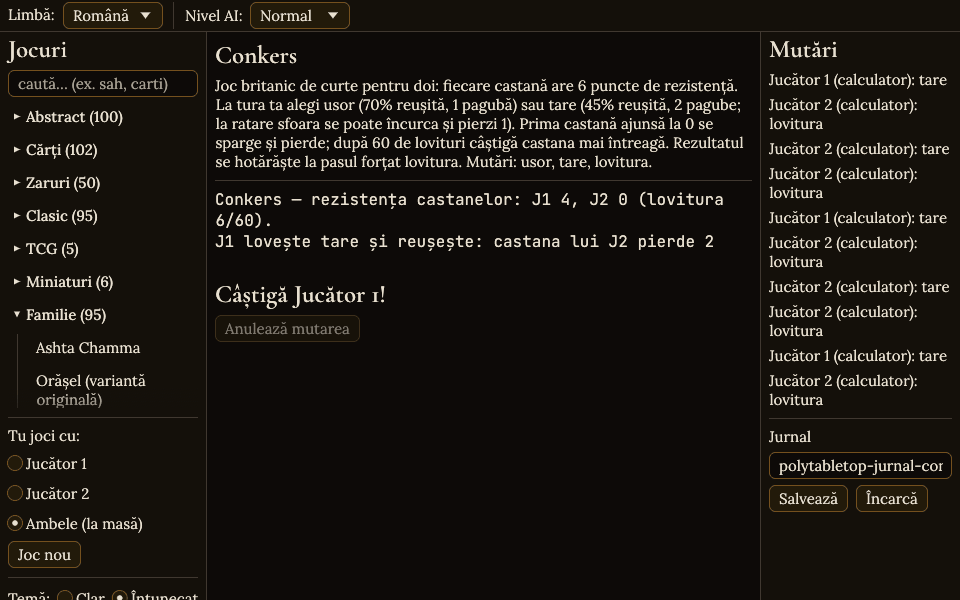 Limbă: Română ▼ Nivel AI: Normal ▼
Jocuri
caută... (ex. sah, carti)
▸ Abstract (100)
▸ Cărți (102)
▸ Zaruri (50)
▸ Clasic (95)
▸ TCG (5)
▸ Miniaturi (6)
▾ Familie (95)
Ashta Chamma
Orășel (variantă
originală)
Tu joci cu:
Jucător 1
Jucător 2
Ambele (la masă)
Joc nou
Temă: Clar Întunecat
Conkers
Joc britanic de curte pentru doi: fiecare castană are 6 puncte de rezistență.
La tura ta alegi usor (70% reușită, 1 pagubă) sau tare (45% reușită, 2 pagube;
la ratare sfoara se poate încurca și pierzi 1). Prima castană ajunsă la 0 se
sparge și pierde; după 60 de lovituri câștigă castana mai întreagă. Rezultatul
se hotărăște la pasul forțat lovitura. Mutări: usor, tare, lovitura.
Conkers — rezistența castanelor: J1 4, J2 0 (lovitura
6/60).
J1 lovește tare și reușește: castana lui J2 pierde 2
Câștigă Jucător 1!
Anulează mutarea
Mutări
Jucător 1 (calculator): tare
Jucător 2 (calculator):
lovitura
Jucător 2 (calculator): tare
Jucător 2 (calculator):
lovitura
Jucător 1 (calculator): tare
Jucător 2 (calculator):
lovitura
Jucător 2 (calculator): tare
Jucător 2 (calculator):
lovitura
Jucător 1 (calculator): tare
Jucător 2 (calculator):
lovitura
Jurnal
polytabletop-jurnal-cor
Salvează Încarcă